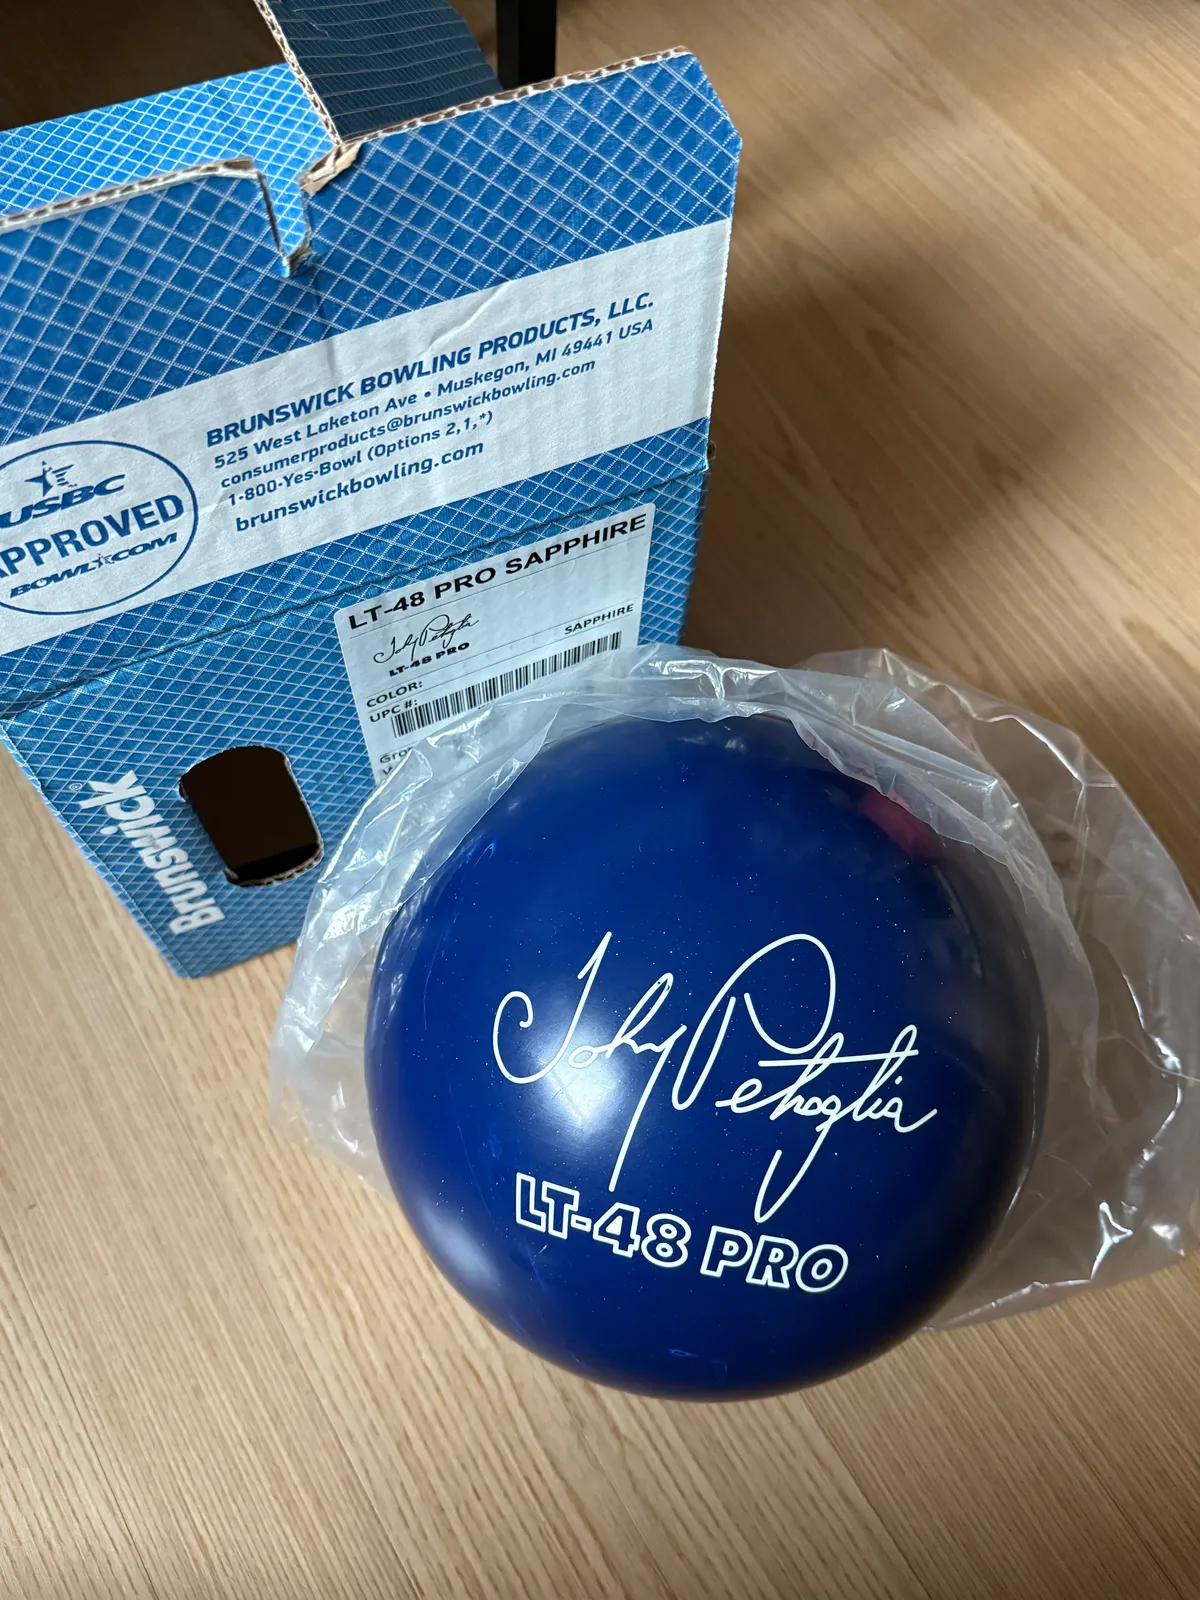 BRUNSWICK BOWLING PRODUCTS, LLC.
525 West Laketon Ave • Muskegon, MI 49441 USA
consumerproducts@brunswickbowling.com
1-800-Yes-Bowl (Options 2,1,*)
brunswickbowling.com
USBC
APPROVED
BOWL.COM
LT-48 PRO SAPPHIRE
LT-48 PRO
SAPPHIRE
COLOR:
UPC #:
Brunswick®
Johny Petraglia
LT-48 PRO